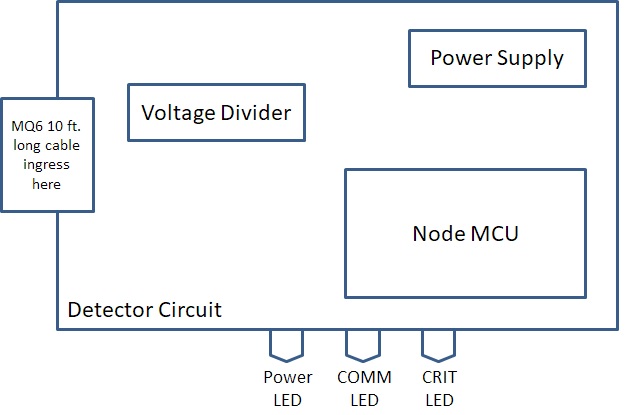 Power Supply
Voltage Divider
MQ6 10 ft.
long cable
ingress
here
Node MCU
Detector Circuit
Power
LED
COMM
LED
CRIT
LED